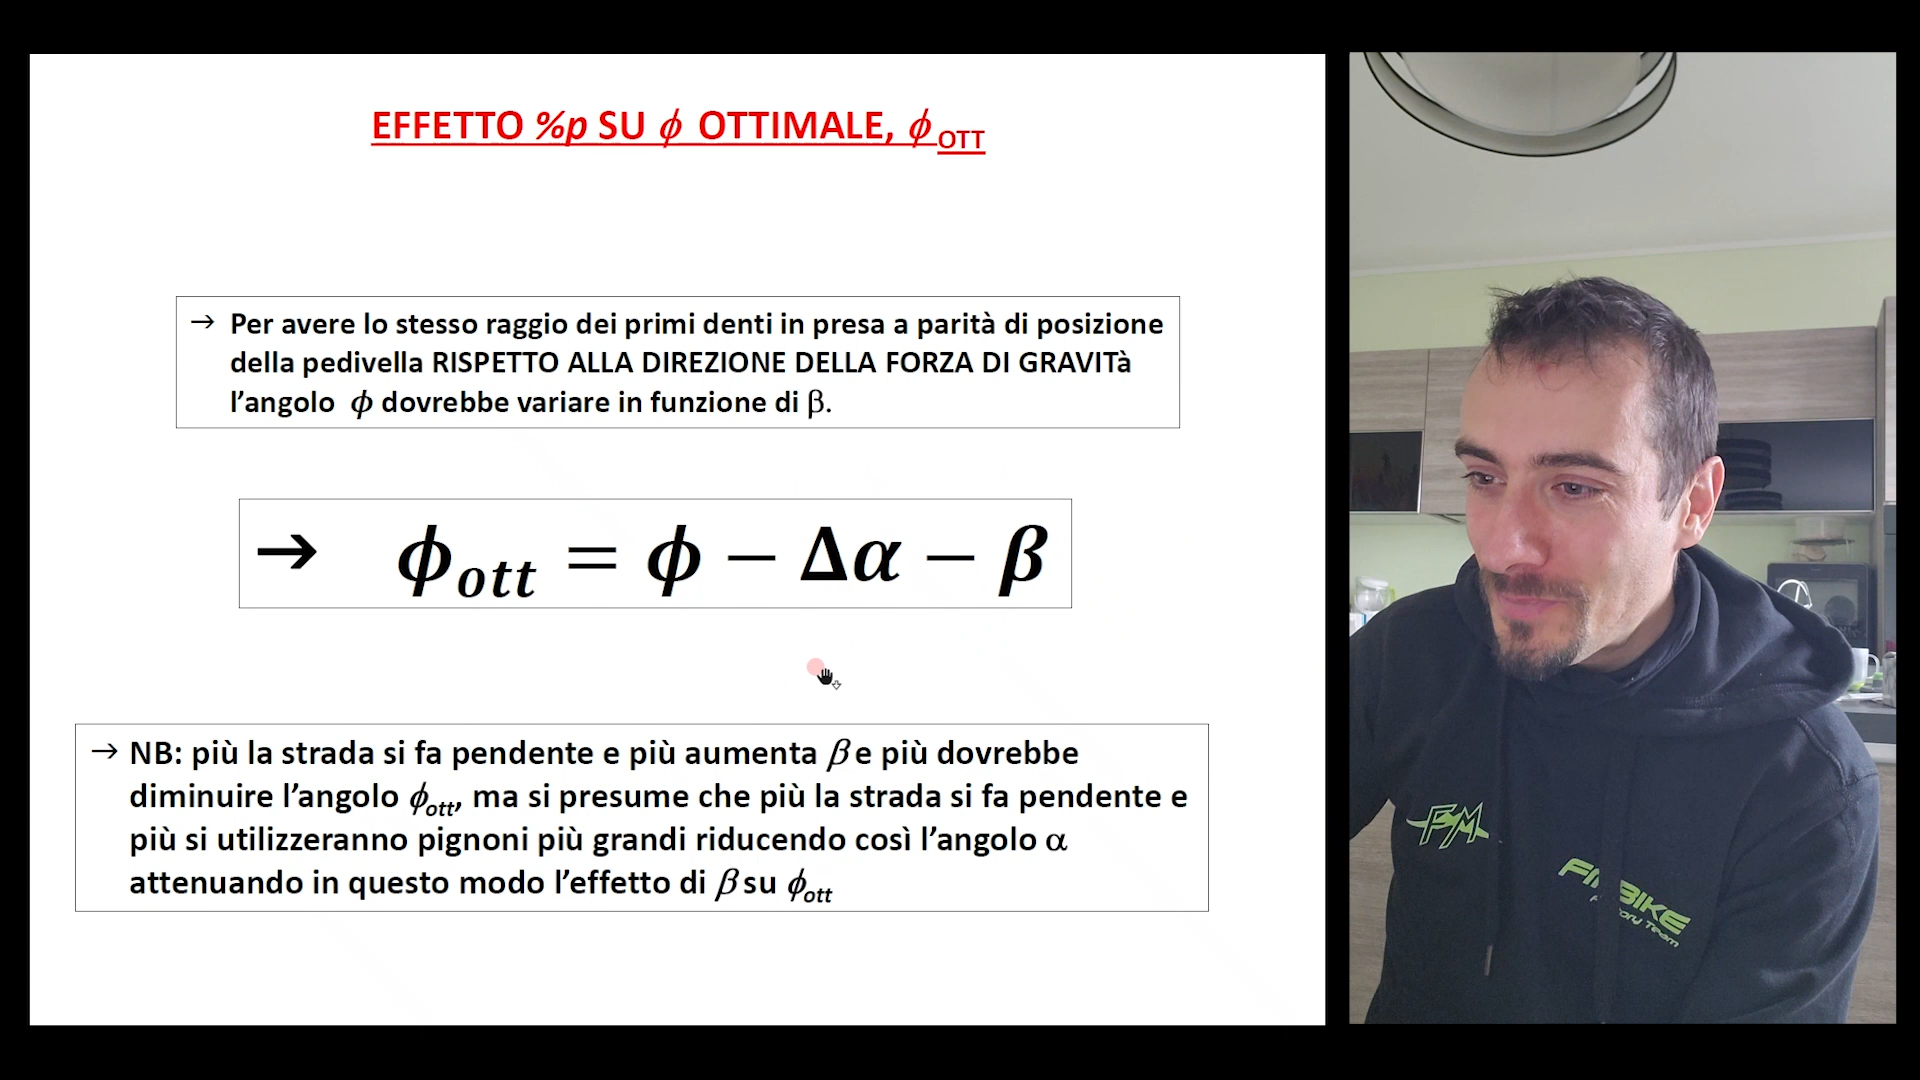 EFFETTO %p SU ϕ OTTIMALE, ϕOTT
→ Per avere lo stesso raggio dei primi denti in presa a parità di posizione
della pedivella RISPETTO ALLA DIREZIONE DELLA FORZA DI GRAVITà
l'angolo ϕ dovrebbe variare in funzione di β.
→ ϕott = ϕ − Δα − β
→ NB: più la strada si fa pendente e più aumenta β e più dovrebbe
diminuire l'angolo ϕott, ma si presume che più la strada si fa pendente e
più si utilizzeranno pignoni più grandi riducendo così l'angolo α
attenuando in questo modo l'effetto di β su ϕott
FM
Team